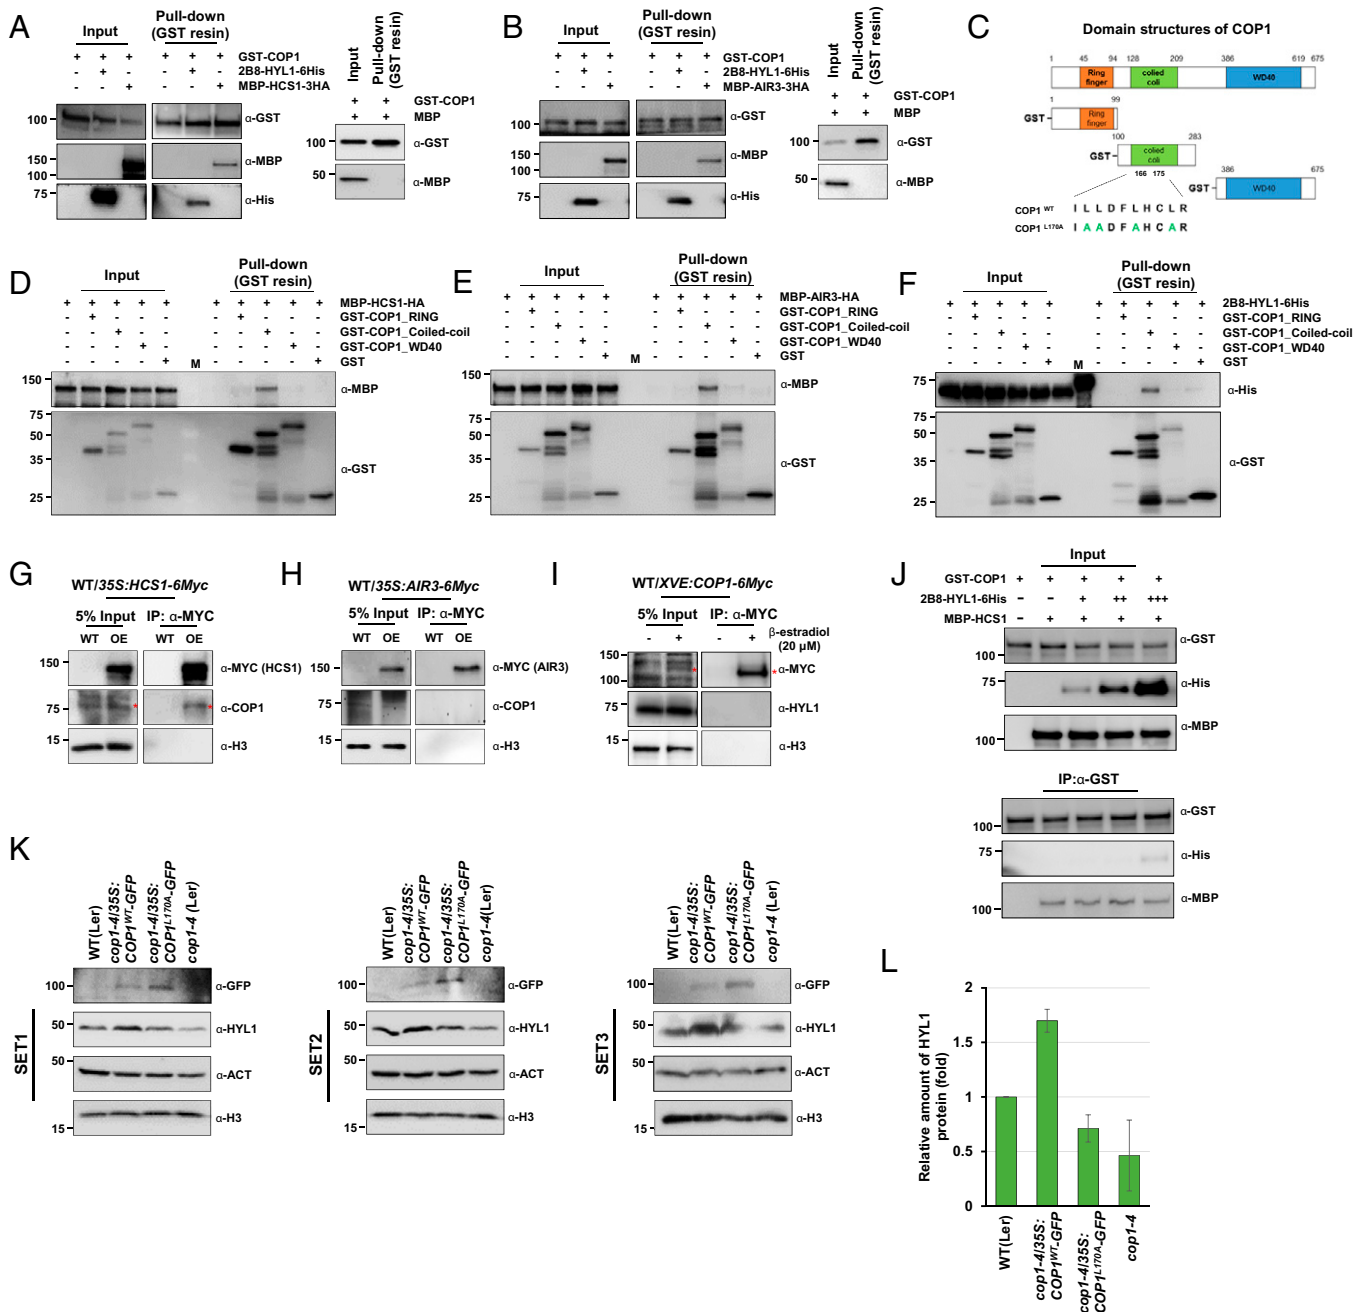 A
Input
Pull-down
(GST resin)
+ - - + - - GST-COP1
- + - - + - 2B8-HYL1-6His
- - + - - + MBP-HCS1-3HA
100 α-GST
150
100 α-MBP
75 α-His
Input
Pull-down
(GST resin)
+ + GST-COP1
+ + MBP
100 α-GST
50 α-MBP
B
Input
Pull-down
(GST resin)
GST-COP1
2B8-HYL1-6His
MBP-AIR3-3HA
100 α-GST
150
100 α-MBP
75 α-His
Input
Pull-down
(GST resin)
+ + GST-COP1
+ + MBP
100 α-GST
50 α-MBP
C
Domain structures of COP1
1 45 94 128 209 386 619 675
Ring finger
colied coli
WD40
1 99
GST- Ring finger
100 283
GST- colied coli
166 175
386 675
GST- WD40
COP1 WT I L L D F L H C L R
COP1 L170A I A A D F A H C A R
D
Input
Pull-down
(GST resin)
MBP-HCS1-HA
GST-COP1_RING
GST-COP1_Coiled-coil
GST-COP1_WD40
GST
M
150 α-MBP
75
50
35
25
α-GST
E
Input
Pull-down
(GST resin)
MBP-AIR3-HA
GST-COP1_RING
GST-COP1_Coiled-coil
GST-COP1_WD40
GST
M
150 α-MBP
75
50
35
25
α-GST
F
Input
Pull-down
(GST resin)
2B8-HYL1-6His
GST-COP1_RING
GST-COP1_Coiled-coil
GST-COP1_WD40
GST
M
75 α-His
75
50
35
25
α-GST
G
WT/35S:HCS1-6Myc
5% Input IP: α-MYC
WT OE WT OE
150 α-MYC (HCS1)
75 * * α-COP1
15 α-H3
H
WT/35S:AIR3-6Myc
5% Input IP: α-MYC
WT OE WT OE
150 α-MYC (AIR3)
75 α-COP1
15 α-H3
I
WT/XVE:COP1-6Myc
5% Input IP: α-MYC
- + - + β-estradiol
(20 μM)
150
100 * * α-MYC
75 α-HYL1
15 α-H3
J
Input
GST-COP1 + + + + +
2B8-HYL1-6His - - + ++ +++
MBP-HCS1 - + + + +
100 α-GST
75 α-His
100 α-MBP
IP:α-GST
100 α-GST
75 α-His
100 α-MBP
K
WT(Ler)
cop1-4/35S:
COP1WT-GFP
cop1-4/35S:
COP1L170A-GFP
cop1-4 (Ler)
SET1
100 α-GFP
50 α-HYL1
50 α-ACT
15 α-H3
WT(Ler)
cop1-4/35S:
COP1WT-GFP
cop1-4/35S:
COP1L170A-GFP
cop1-4(Ler)
SET2
100 α-GFP
50 α-HYL1
50 α-ACT
15 α-H3
WT(Ler)
cop1-4/35S:
COP1WT-GFP
cop1-4/35S:
COP1L170A-GFP
cop1-4 (Ler)
SET3
100 α-GFP
50 α-HYL1
50 α-ACT
15 α-H3
L
Relative amount of HYL1
protein (fold)
2
1.5
1
0.5
0
WT(Ler)
cop1-4/35S:
COP1WT-GFP
cop1-4/35S:
COP1L170A-GFP
cop1-4